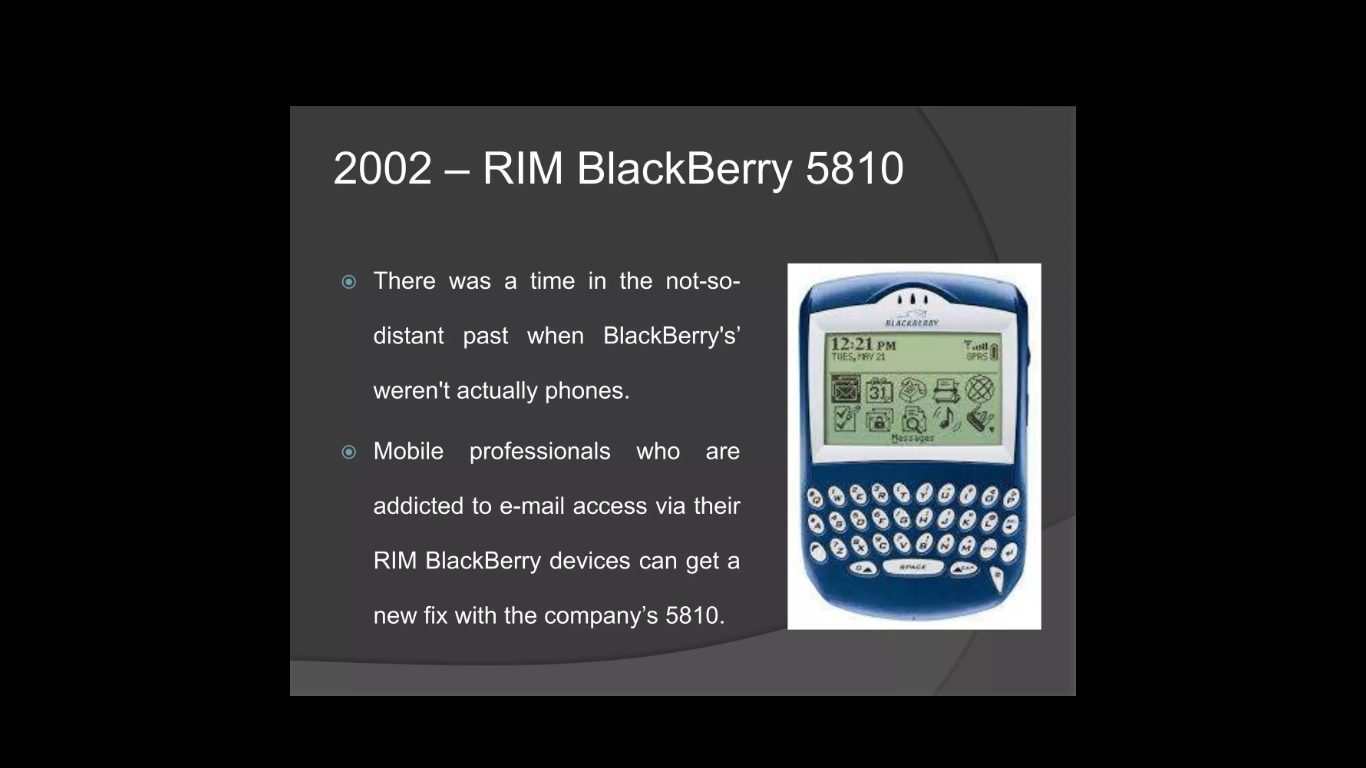 2002 – RIM BlackBerry 5810
There was a time in the not-so-
distant past when BlackBerry's’
weren't actually phones.
Mobile professionals who are
addicted to e-mail access via their
RIM BlackBerry devices can get a
new fix with the company’s 5810.
BLACKBERRY
12:21 PM
TUES, MAY 21
GPRS
31
Messages
Q W E R T Y U I O P
A S D F G H J K L
Z X C V B N M
SPACE